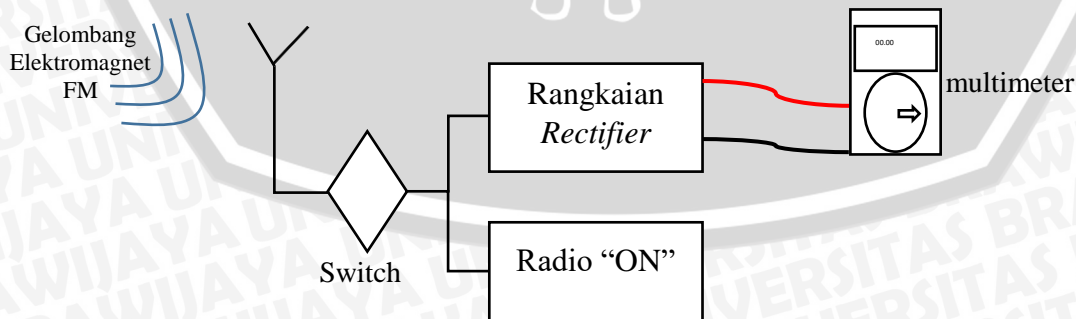 Gelombang
Elektromagnet
FM
Rangkaian
Rectifier
00.00
multimeter
Switch
Radio “ON”